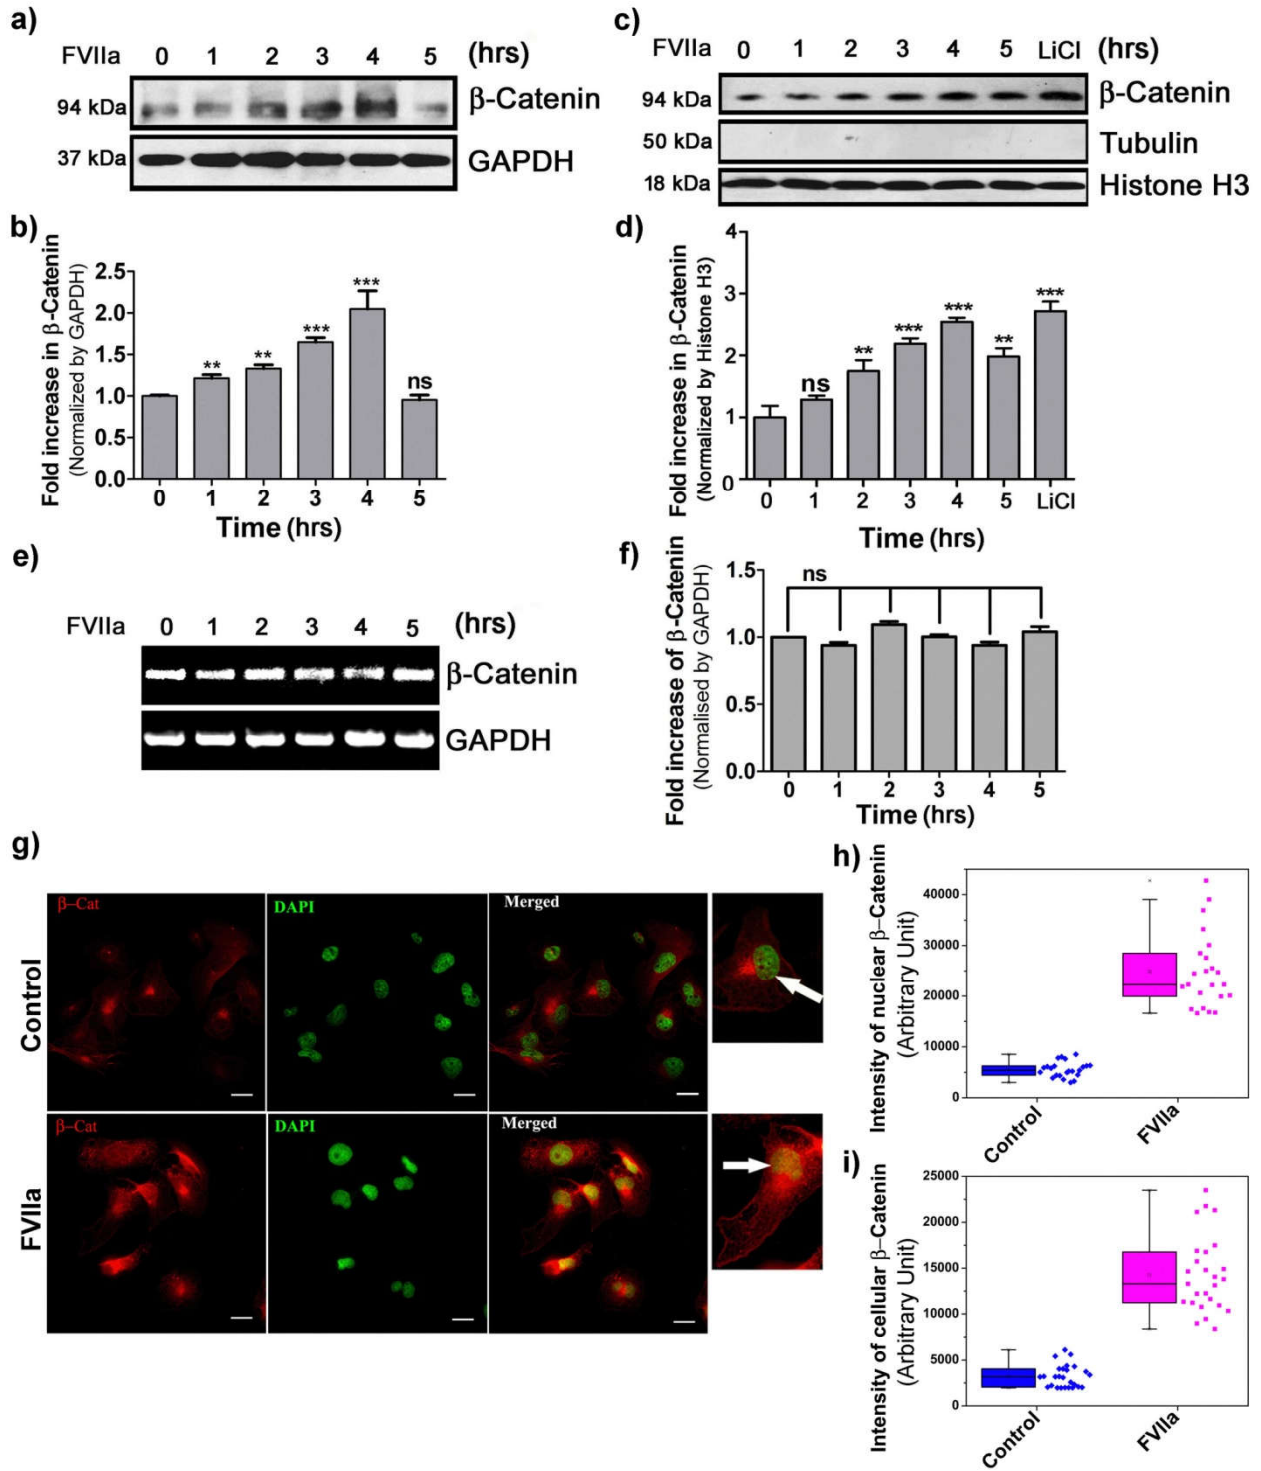 a)
FVIIa 0 1 2 3 4 5 (hrs)
94 kDa β-Catenin
37 kDa GAPDH
b)
Fold increase in β-Catenin
(Normalized by GAPDH)
2.5
2.0
1.5
1.0
0.5
0.0
** ** *** *** ns
0 1 2 3 4 5
Time (hrs)
c)
FVIIa 0 1 2 3 4 5 LiCl (hrs)
94 kDa β-Catenin
50 kDa Tubulin
18 kDa Histone H3
d)
Fold increase in β-Catenin
(Normalized by Histone H3)
4
3
2
1
0
ns ** *** *** ** ***
0 1 2 3 4 5 LiCl
Time (hrs)
e)
FVIIa 0 1 2 3 4 5 (hrs)
β-Catenin
GAPDH
f)
Fold increase of β-Catenin
(Normalised by GAPDH)
1.5
1.0
0.5
0.0
ns
0 1 2 3 4 5
Time (hrs)
g)
Control
β–Cat DAPI Merged
FVIIa
β–Cat DAPI Merged
h)
Intensity of nuclear β–Catenin
(Arbitrary Unit)
40000
30000
20000
10000
0
Control FVIIa
i)
Intensity of cellular β–Catenin
(Arbitrary Unit)
25000
20000
15000
10000
5000
0
Control FVIIa